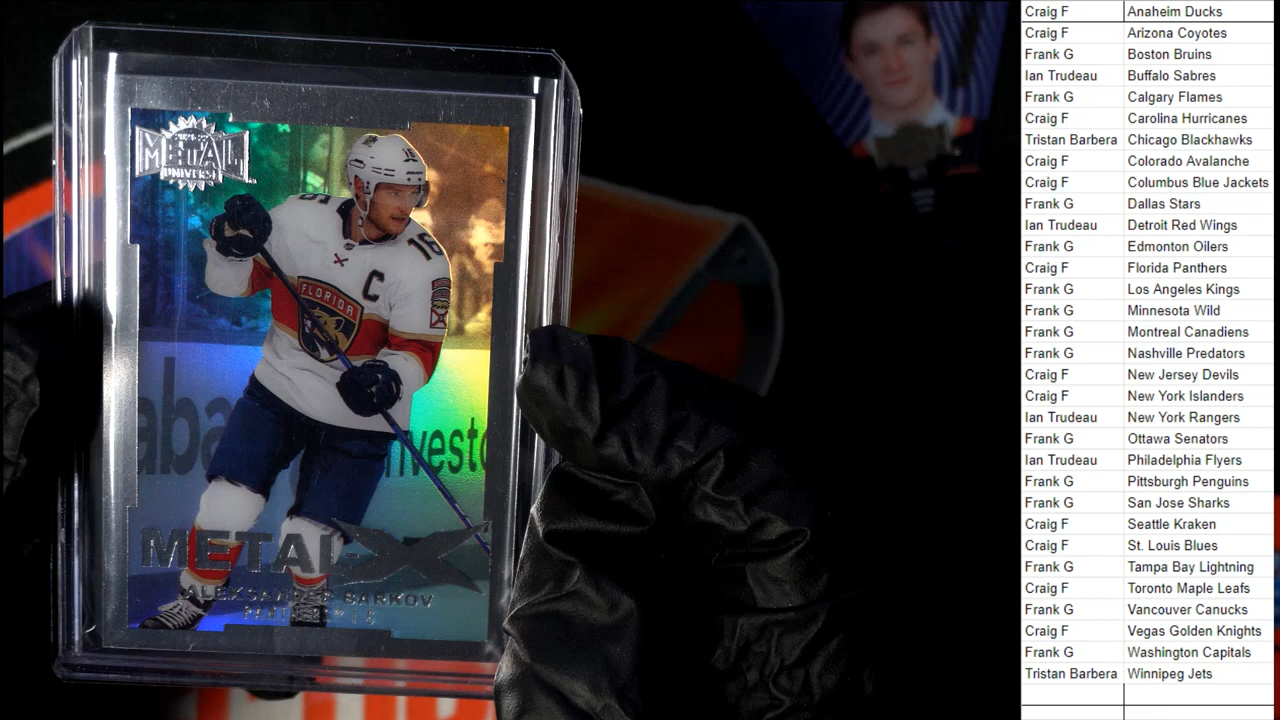 METAL
UNIVERSE
16
16
C
FLORIDA
aba
investo
METAL-X
ALEKSANDER BARKOV
Craig F Anaheim Ducks
Craig F Arizona Coyotes
Frank G Boston Bruins
Ian Trudeau Buffalo Sabres
Frank G Calgary Flames
Craig F Carolina Hurricanes
Tristan Barbera Chicago Blackhawks
Craig F Colorado Avalanche
Craig F Columbus Blue Jackets
Frank G Dallas Stars
Ian Trudeau Detroit Red Wings
Frank G Edmonton Oilers
Craig F Florida Panthers
Frank G Los Angeles Kings
Frank G Minnesota Wild
Frank G Montreal Canadiens
Frank G Nashville Predators
Craig F New Jersey Devils
Craig F New York Islanders
Ian Trudeau New York Rangers
Frank G Ottawa Senators
Ian Trudeau Philadelphia Flyers
Frank G Pittsburgh Penguins
Frank G San Jose Sharks
Craig F Seattle Kraken
Craig F St. Louis Blues
Frank G Tampa Bay Lightning
Craig F Toronto Maple Leafs
Frank G Vancouver Canucks
Craig F Vegas Golden Knights
Frank G Washington Capitals
Tristan Barbera Winnipeg Jets